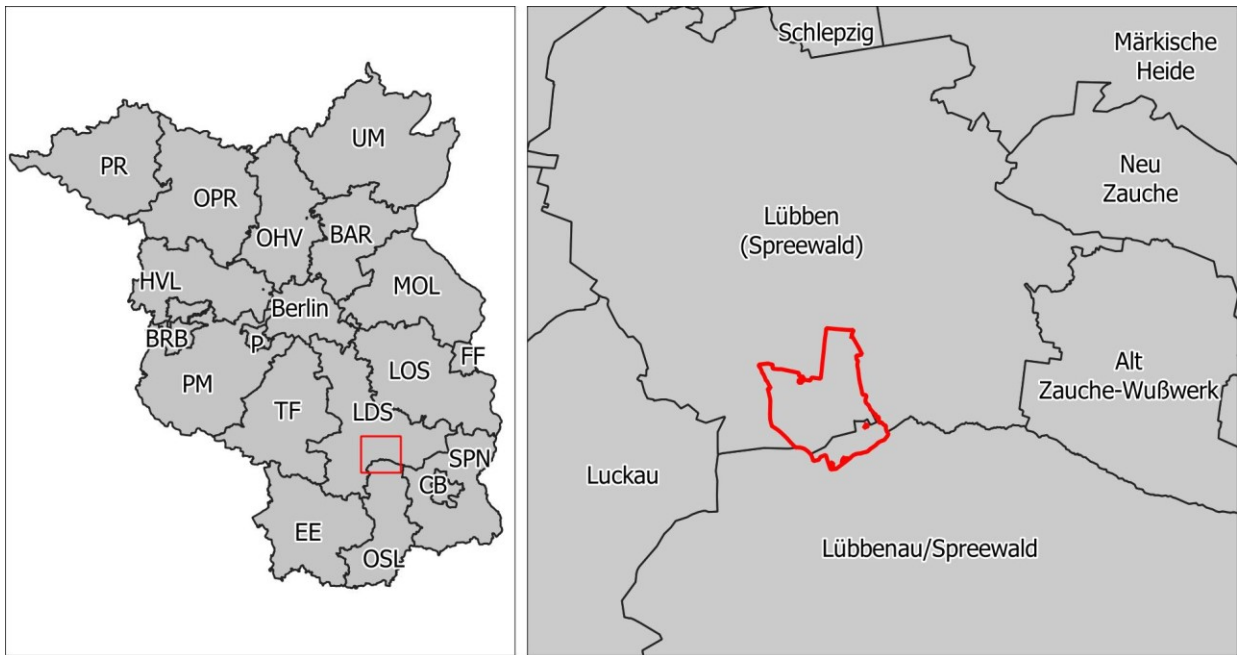 UM
PR
OPR
OHV
BAR
HVL
MOL
Berlin
BRB
P
FF
LOS
PM
TF
LDS
SPN
CB
EE
OSL
Schlepzig
Märkische
Heide
Neu
Zauche
Lübben
(Spreewald)
Alt
Zauche-Wußwerk
Luckau
Lübbenau/Spreewald